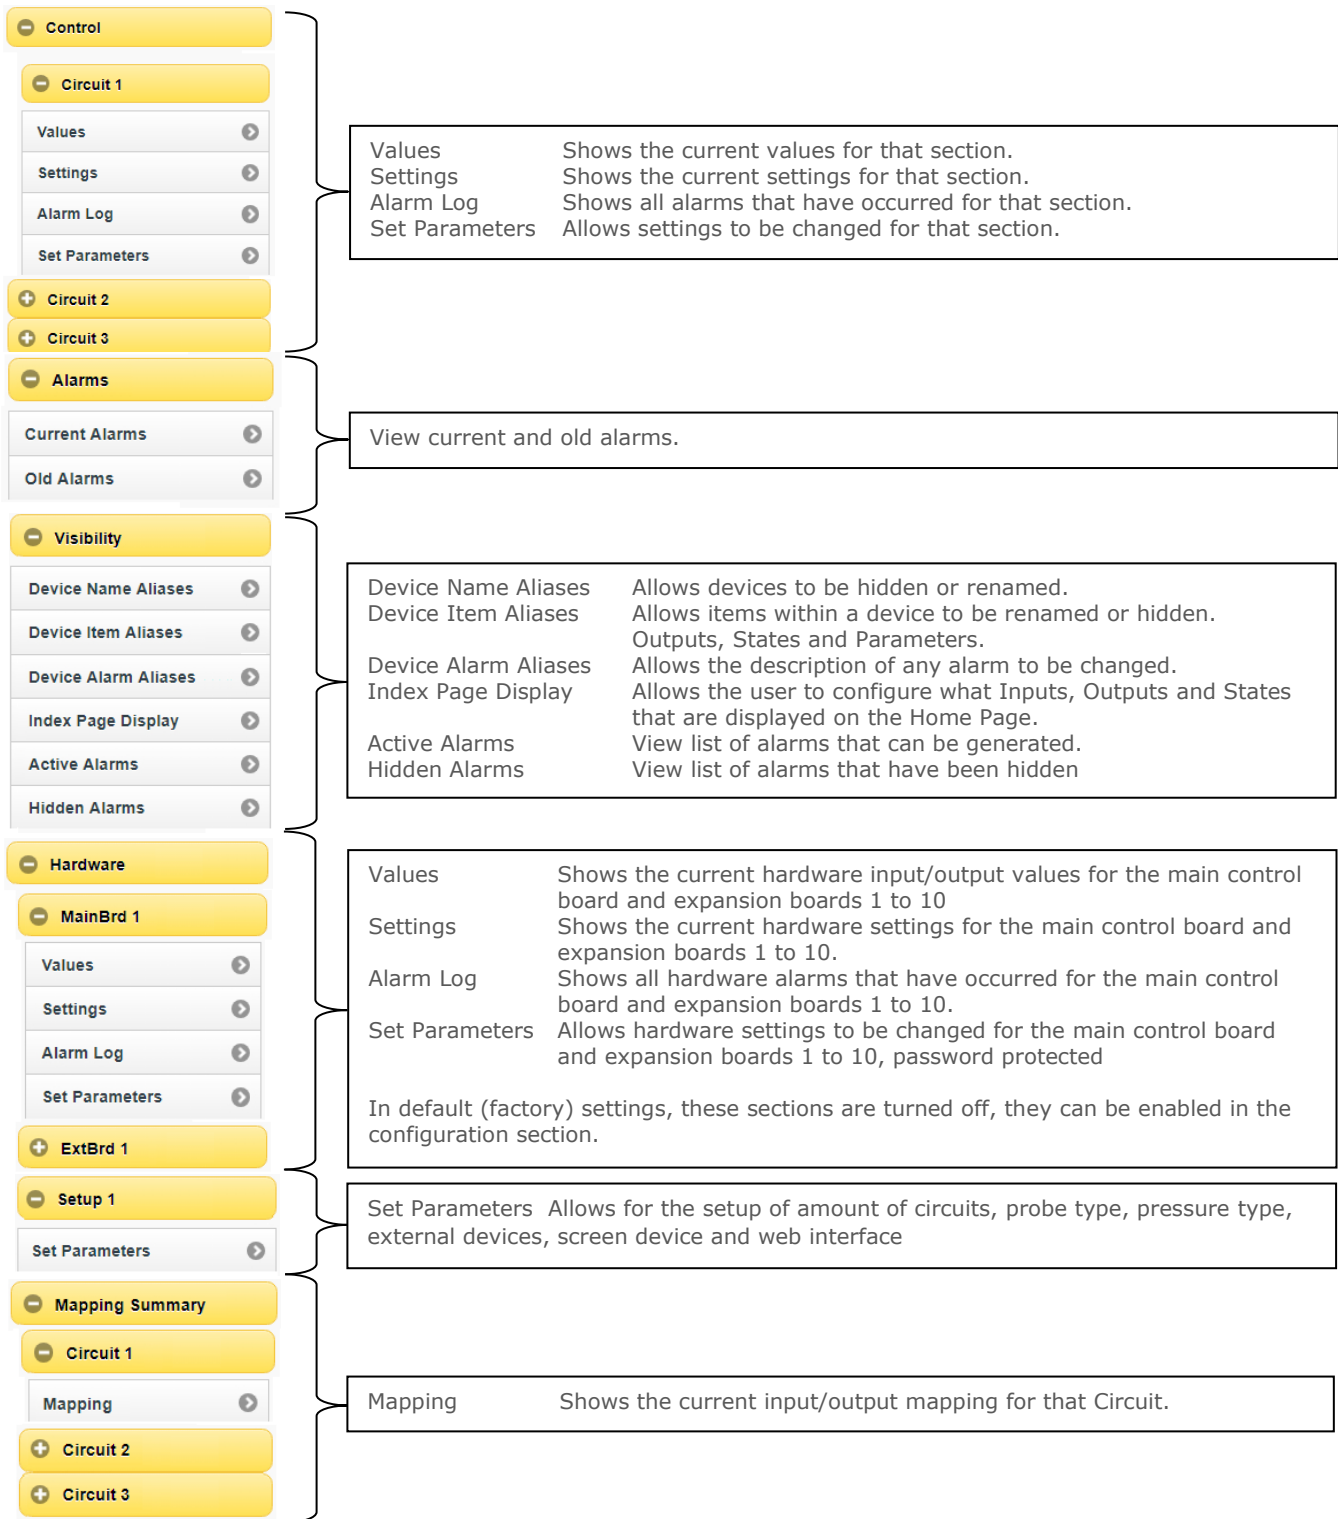 Control
Circuit 1
Values
Settings
Alarm Log
Set Parameters
Circuit 2
Circuit 3
Values Shows the current values for that section.
Settings Shows the current settings for that section.
Alarm Log Shows all alarms that have occurred for that section.
Set Parameters Allows settings to be changed for that section.
Alarms
Current Alarms
Old Alarms
View current and old alarms.
Visibility
Device Name Aliases
Device Item Aliases
Device Alarm Aliases
Index Page Display
Active Alarms
Hidden Alarms
Device Name Aliases Allows devices to be hidden or renamed.
Device Item Aliases Allows items within a device to be renamed or hidden.
Outputs, States and Parameters.
Device Alarm Aliases Allows the description of any alarm to be changed.
Index Page Display Allows the user to configure what Inputs, Outputs and States
that are displayed on the Home Page.
Active Alarms View list of alarms that can be generated.
Hidden Alarms View list of alarms that have been hidden
Hardware
MainBrd 1
Values
Settings
Alarm Log
Set Parameters
ExtBrd 1
Values Shows the current hardware input/output values for the main control
board and expansion boards 1 to 10
Settings Shows the current hardware settings for the main control board and
expansion boards 1 to 10.
Alarm Log Shows all hardware alarms that have occurred for the main control
board and expansion boards 1 to 10.
Set Parameters Allows hardware settings to be changed for the main control board
and expansion boards 1 to 10, password protected
In default (factory) settings, these sections are turned off, they can be enabled in the
configuration section.
Setup 1
Set Parameters
Set Parameters Allows for the setup of amount of circuits, probe type, pressure type,
external devices, screen device and web interface
Mapping Summary
Circuit 1
Mapping
Circuit 2
Circuit 3
Mapping Shows the current input/output mapping for that Circuit.